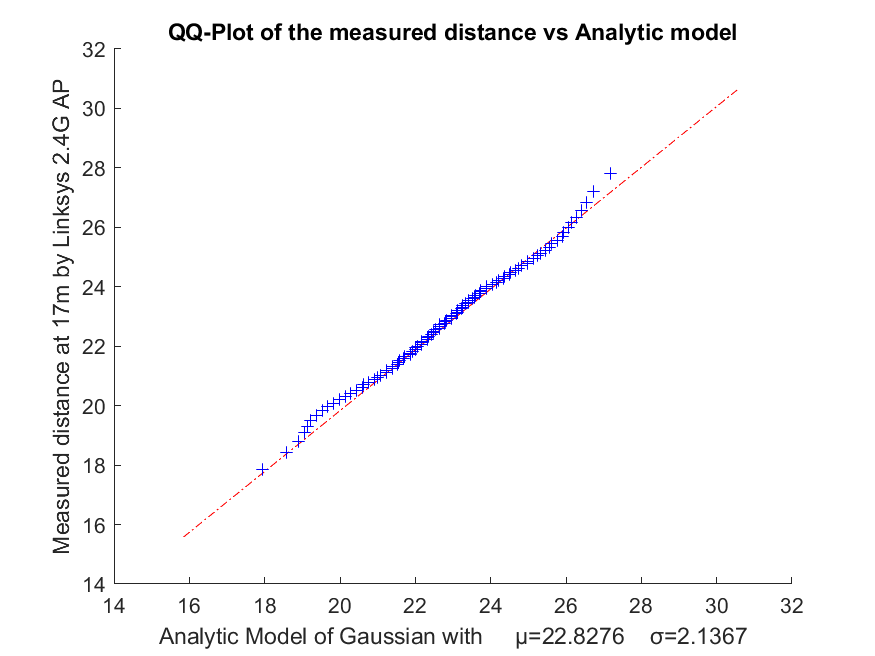 QQ-Plot of the measured distance vs Analytic model
Measured distance at 17m by Linksys 2.4G AP
32
30
28
26
24
22
20
18
16
14
14 16 18 20 22 24 26 28 30 32
Analytic Model of Gaussian with μ=22.8276 σ=2.1367